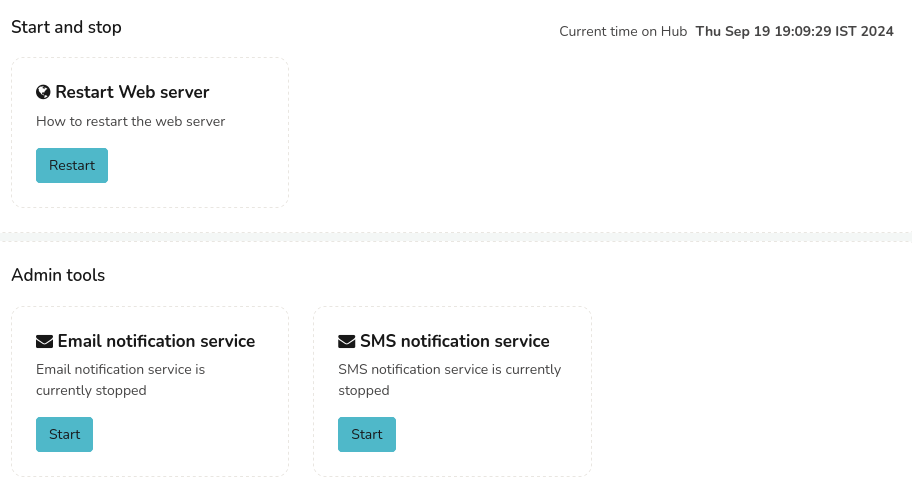 Start and stop
Current time on Hub Thu Sep 19 19:09:29 IST 2024
Restart Web server
How to restart the web server
Restart
Admin tools
Email notification service
Email notification service is
currently stopped
Start
SMS notification service
SMS notification service is currently
stopped
Start